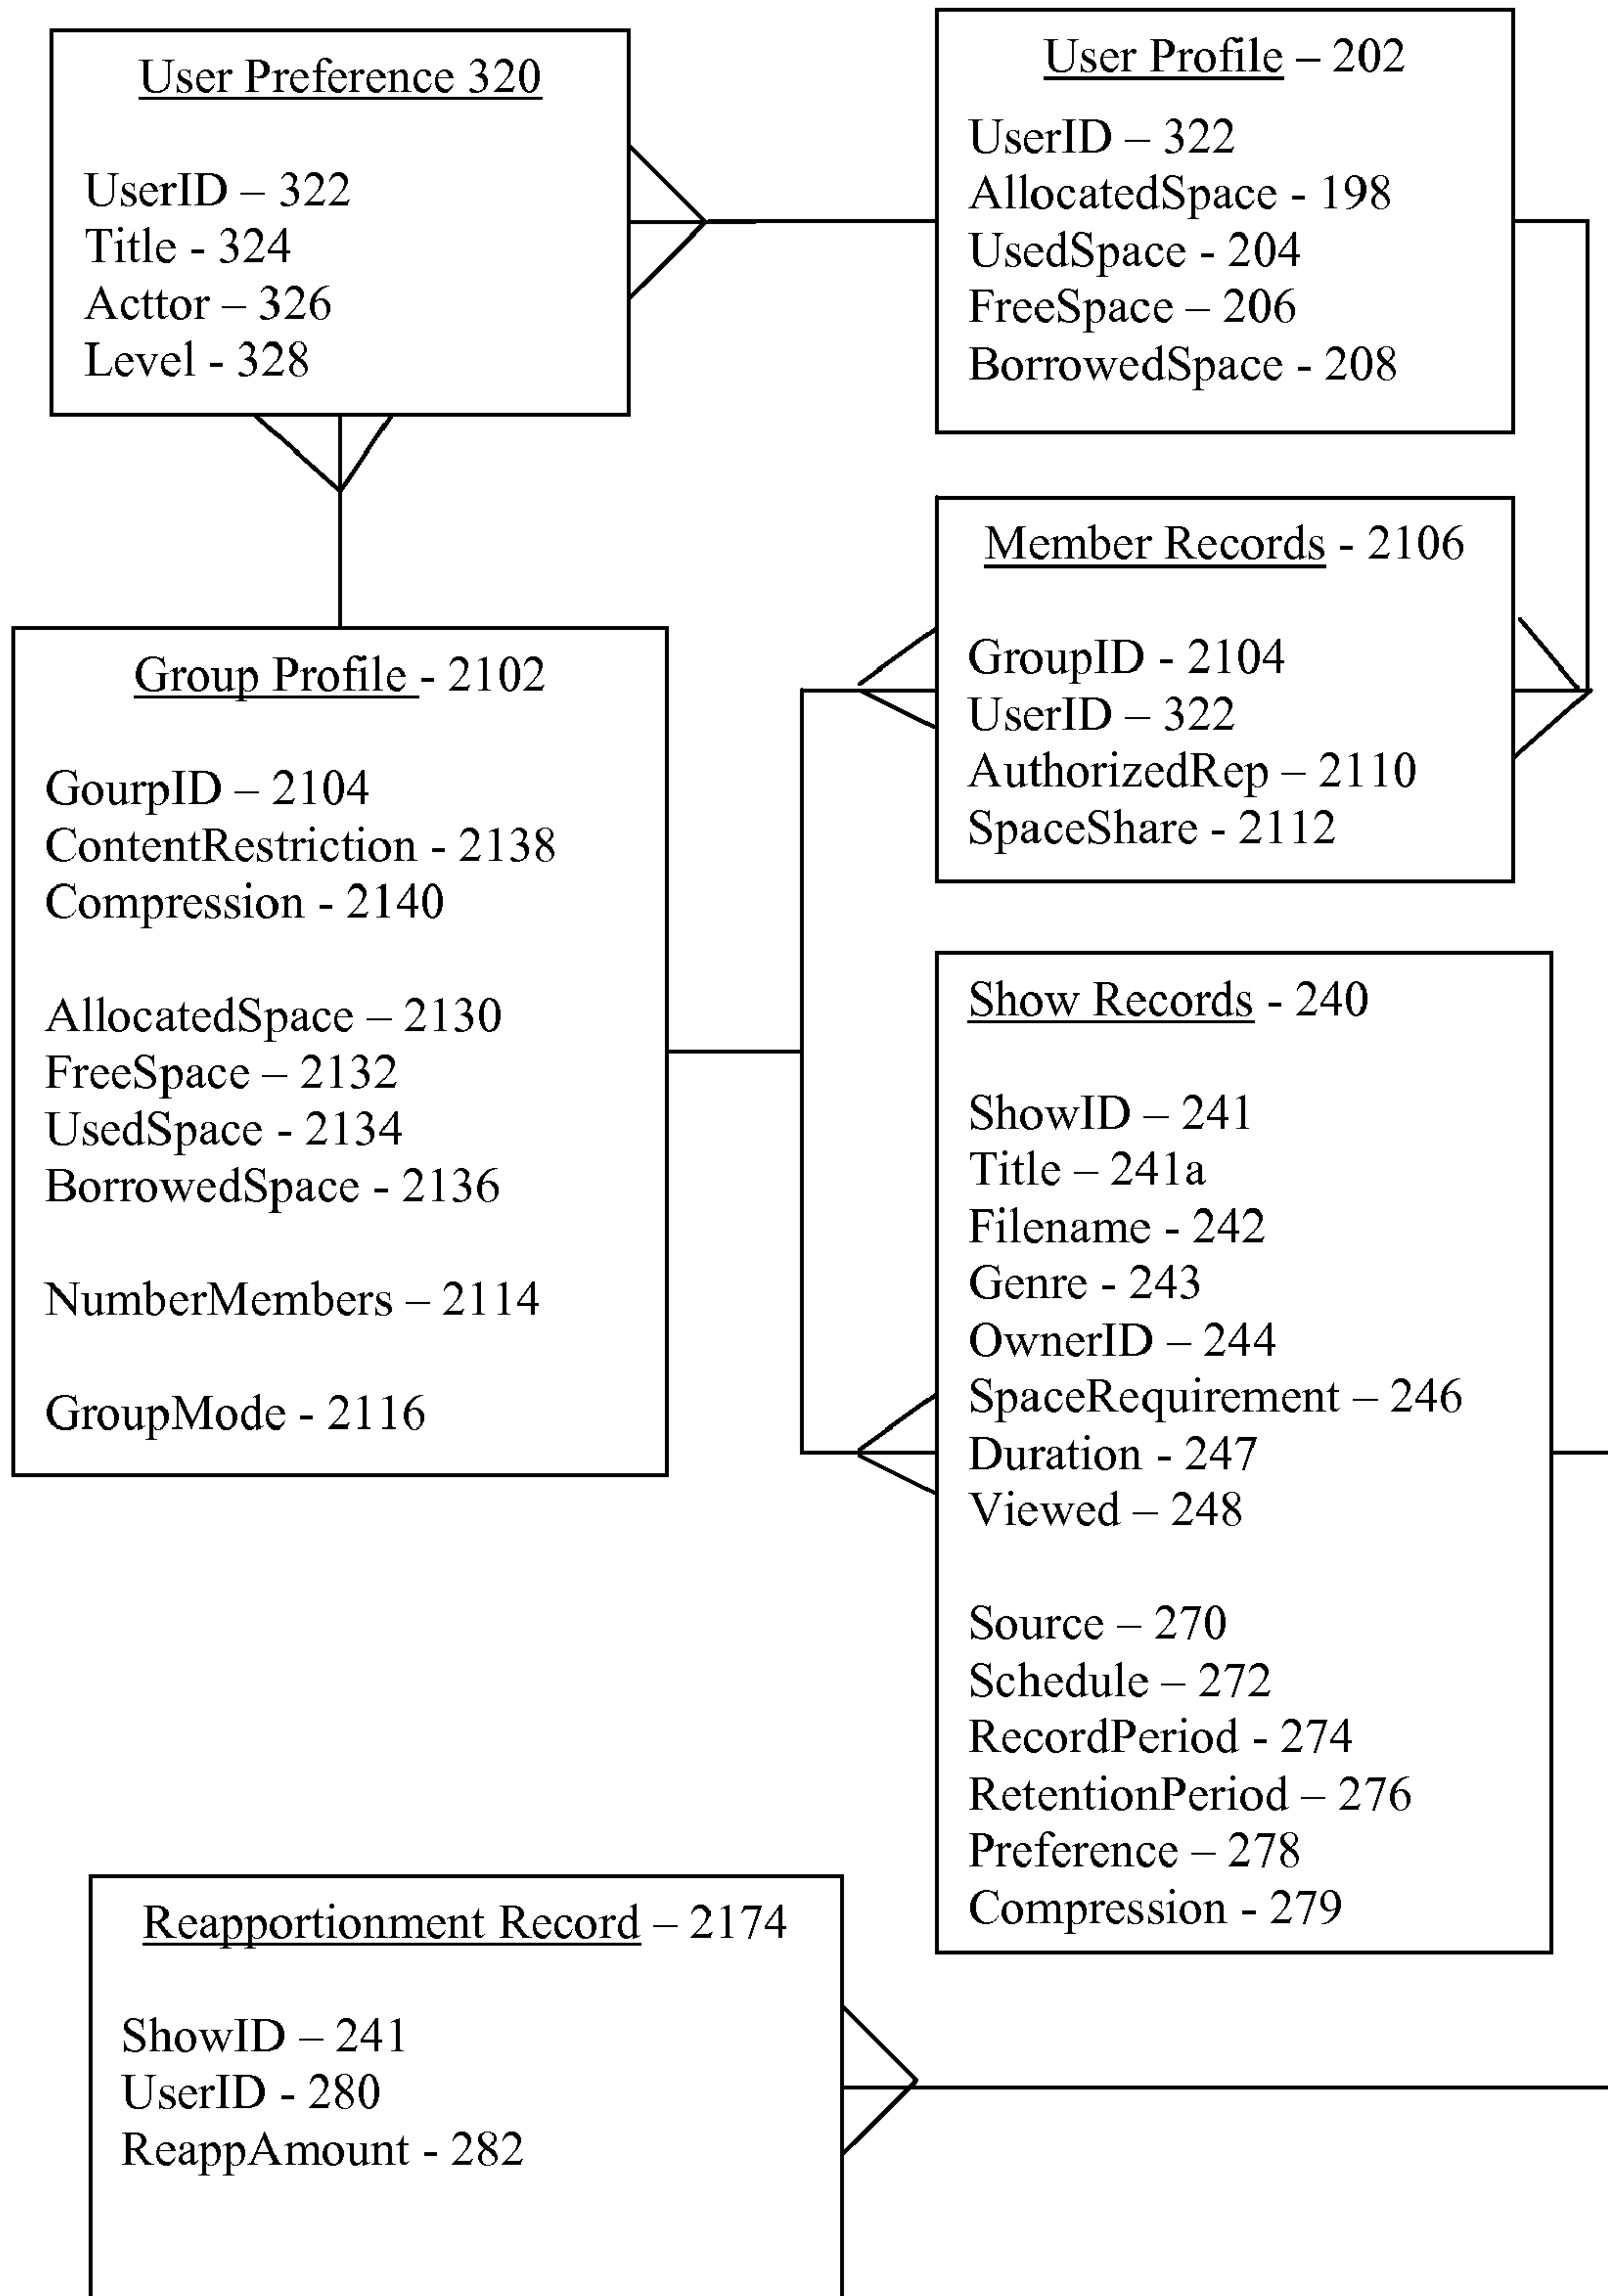 User Preference 320
UserID – 322
Title - 324
Acttor – 326
Level - 328
User Profile – 202
UserID – 322
AllocatedSpace - 198
UsedSpace - 204
FreeSpace – 206
BorrowedSpace - 208
Member Records - 2106
GroupID - 2104
UserID – 322
AuthorizedRep – 2110
SpaceShare - 2112
Group Profile - 2102
GourpID – 2104
ContentRestriction - 2138
Compression - 2140
AllocatedSpace – 2130
FreeSpace – 2132
UsedSpace - 2134
BorrowedSpace - 2136
NumberMembers – 2114
GroupMode - 2116
Show Records - 240
ShowID – 241
Title – 241a
Filename - 242
Genre - 243
OwnerID – 244
SpaceRequirement – 246
Duration - 247
Viewed – 248
Source – 270
Schedule – 272
RecordPeriod - 274
RetentionPeriod – 276
Preference – 278
Compression - 279
Reapportionment Record – 2174
ShowID – 241
UserID - 280
ReappAmount - 282